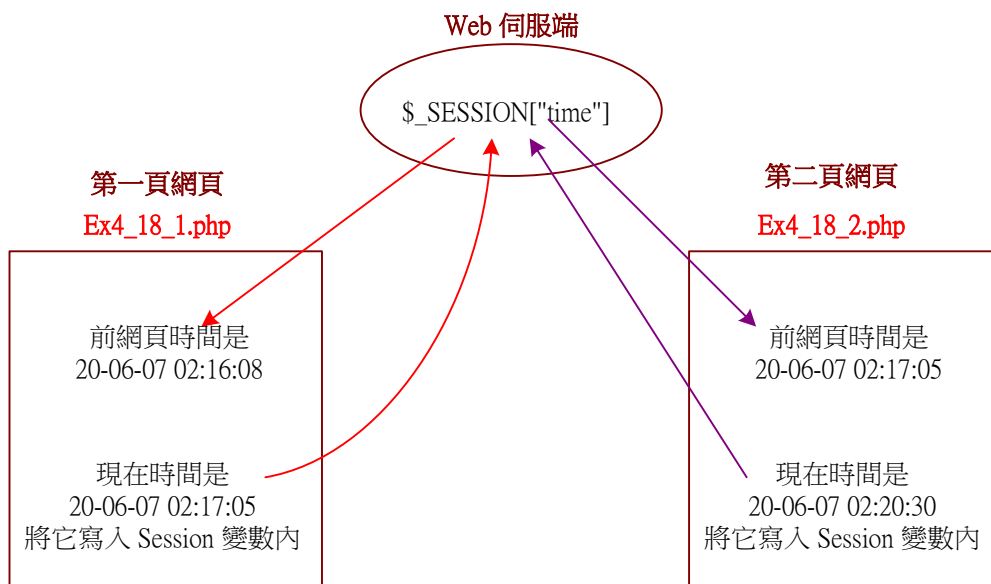 Web 伺服端
$_SESSION["time"]
第一頁網頁
Ex4_18_1.php
前網頁時間是
20-06-07 02:16:08
現在時間是
20-06-07 02:17:05
將它寫入 Session 變數內
第二頁網頁
Ex4_18_2.php
前網頁時間是
20-06-07 02:17:05
現在時間是
20-06-07 02:20:30
將它寫入 Session 變數內